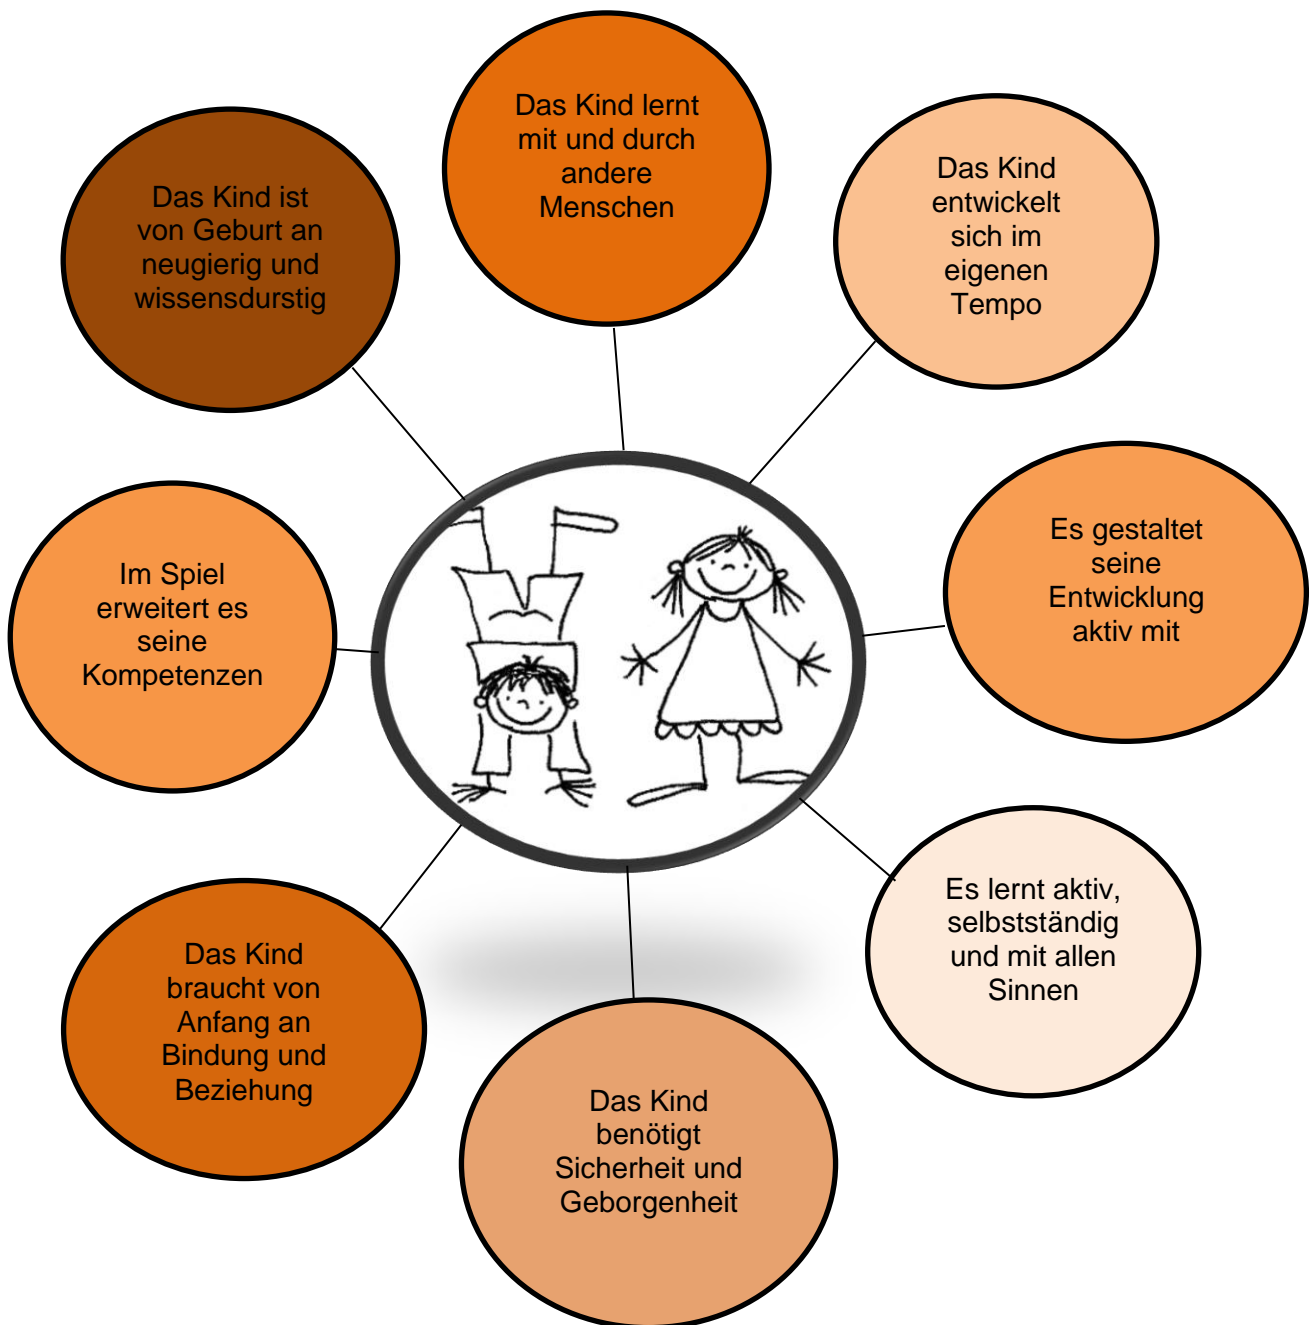 Das Kind lernt
mit und durch
andere
Menschen
Das Kind
entwickelt
sich im
eigenen
Tempo
Das Kind ist
von Geburt an
neugierig und
wissensdurstig
Es gestaltet
seine
Entwicklung
aktiv mit
Im Spiel
erweitert es
seine
Kompetenzen
Es lernt aktiv,
selbstständig
und mit allen
Sinnen
Das Kind
braucht von
Anfang an
Bindung und
Beziehung
Das Kind
benötigt
Sicherheit und
Geborgenheit